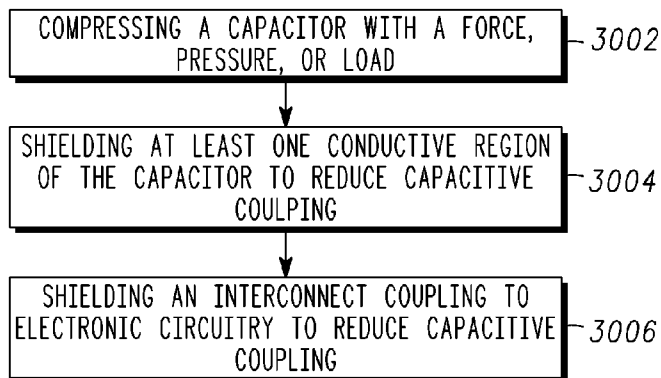 COMPRESSING A CAPACITOR WITH A FORCE,
PRESSURE, OR LOAD
3002
SHIELDING AT LEAST ONE CONDUCTIVE REGION
OF THE CAPACITOR TO REDUCE CAPACITIVE
COULPING
3004
SHIELDING AN INTERCONNECT COUPLING TO
ELECTRONIC CIRCUITRY TO REDUCE CAPACITIVE
COUPLING
3006